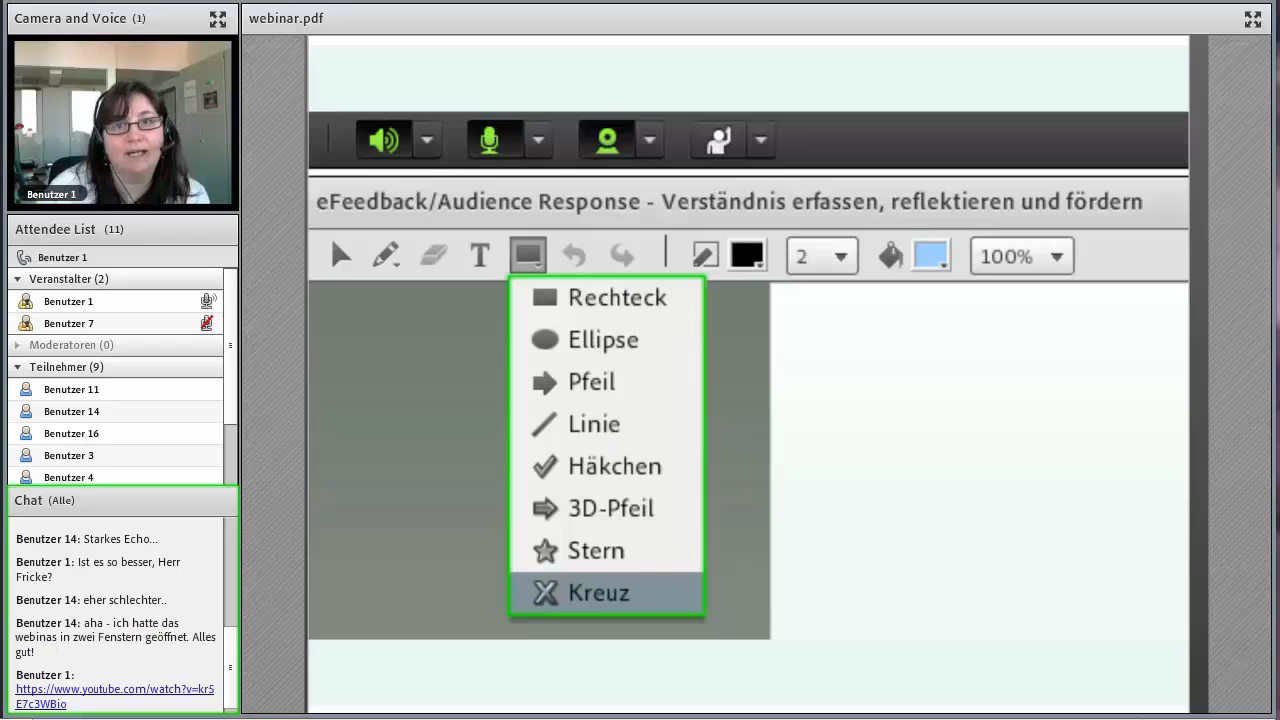 Camera and Voice (1)
Benutzer 1
Attendee List (11)
Benutzer 1
Veranstalter (2)
Benutzer 1
Benutzer 7
Moderatoren (0)
Teilnehmer (9)
Benutzer 11
Benutzer 14
Benutzer 16
Benutzer 3
Benutzer 4
Chat (Alle)
Benutzer 14: Starkes Echo...
Benutzer 1: Ist es so besser, Herr
Fricke?
Benutzer 14: eher schlechter..
Benutzer 14: aha - ich hatte das
webinas in zwei Fenstern geöffnet. Alles
gut!
Benutzer 1:
https://www.youtube.com/watch?v=kr5
E7c3WBio
webinar.pdf
eFeedback/Audience Response - Verständnis erfassen, reflektieren und fördern
T
2
100%
Rechteck
Ellipse
Pfeil
Linie
Häkchen
3D-Pfeil
Stern
Kreuz